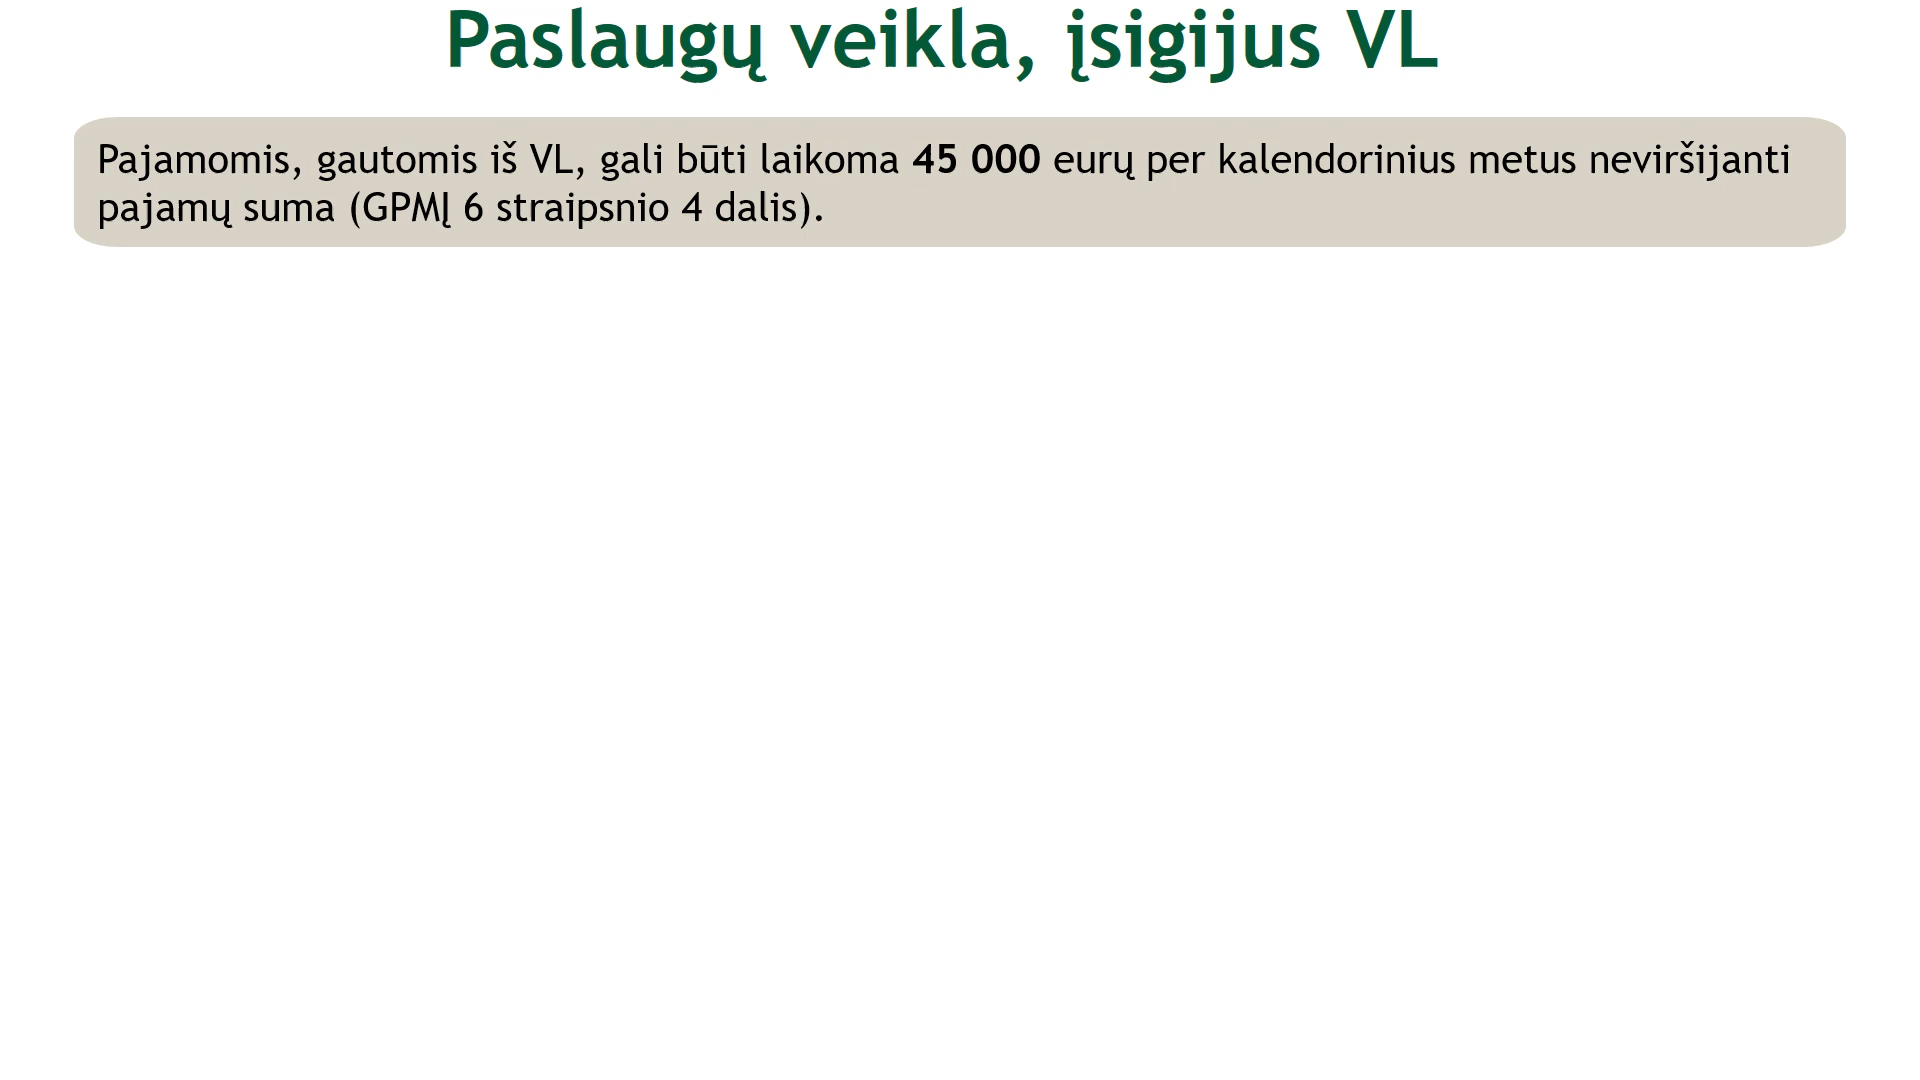 Paslaugų veikla, įsigijus VL
Pajamomis, gautomis iš VL, gali būti laikoma 45 000 eurų per kalendorinius metus neviršijanti
pajamų suma (GPMĮ 6 straipsnio 4 dalis).